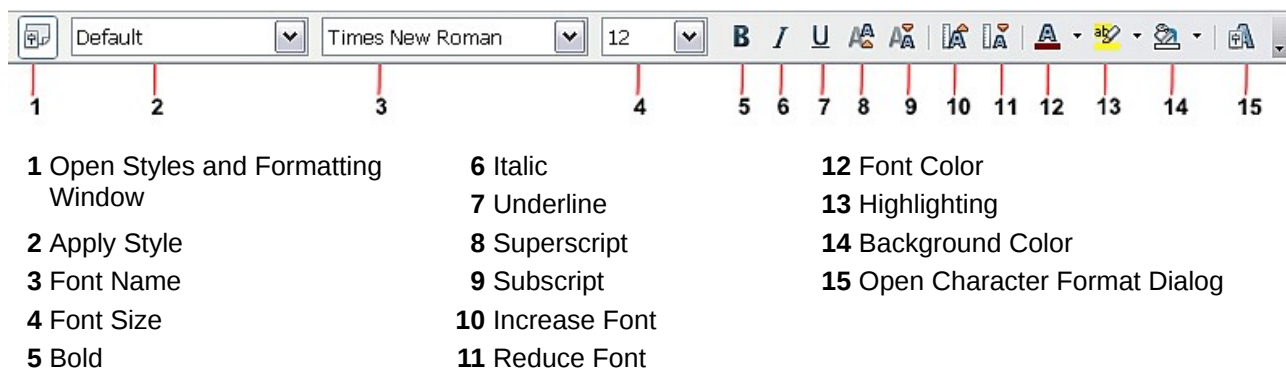 Default Times New Roman 12 B I U
1 2 3 4 5 6 7 8 9 10 11 12 13 14 15
1 Open Styles and Formatting
Window
2 Apply Style
3 Font Name
4 Font Size
5 Bold
6 Italic
7 Underline
8 Superscript
9 Subscript
10 Increase Font
11 Reduce Font
12 Font Color
13 Highlighting
14 Background Color
15 Open Character Format Dialog